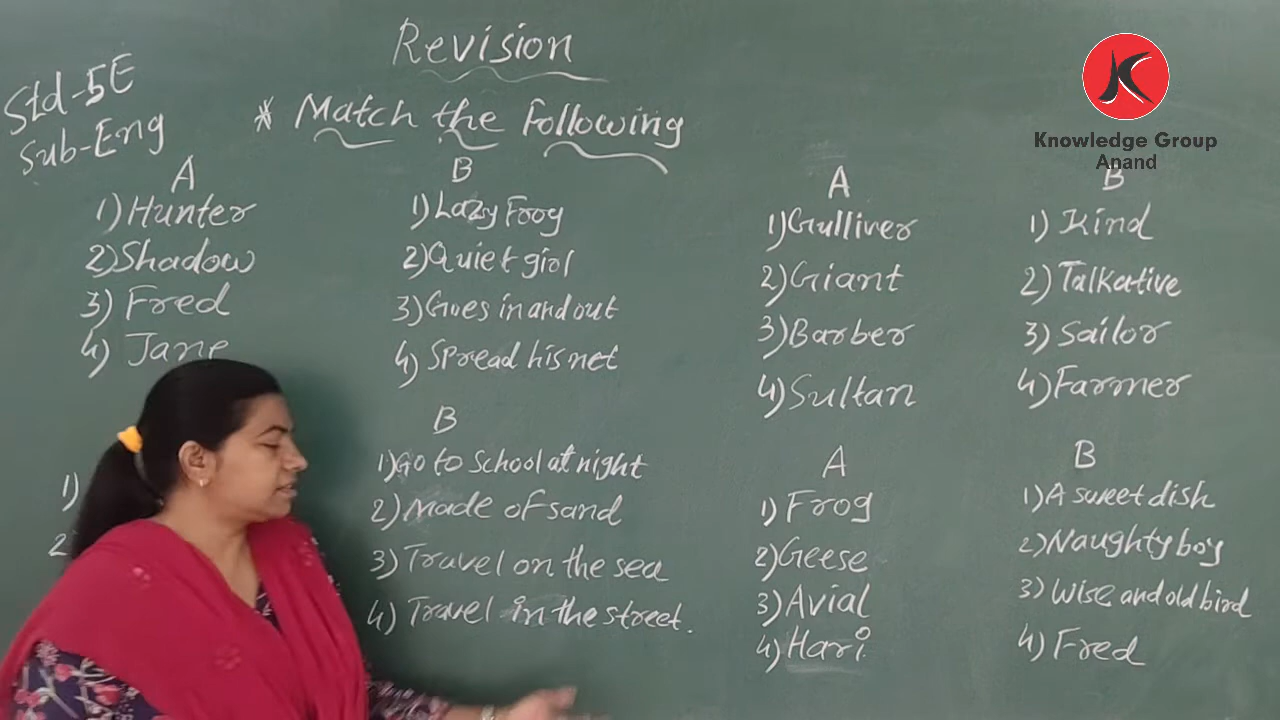 Revision
Std-5E
Sub-Eng
* Match the Following
A
1) Hunter
2) Shadow
3) Fred
4) Jane
B
1) Lazy Frog
2) Quiet girl
3) Goes in and out
4) Spread his net
1)
2
B
1) Go to School at night
2) Made of sand
3) Travel on the sea
4) Travel in the street.
Knowledge Group
Anand
A
1) Gulliver
2) Giant
3) Barber
4) Sultan
B
1) Kind
2) Talkative
3) Sailor
4) Farmer
A
1) Frog
2) Geese
3) Avial
4) Hari
B
1) A sweet dish
2) Naughty boy
3) Wise and old bird
4) Fred